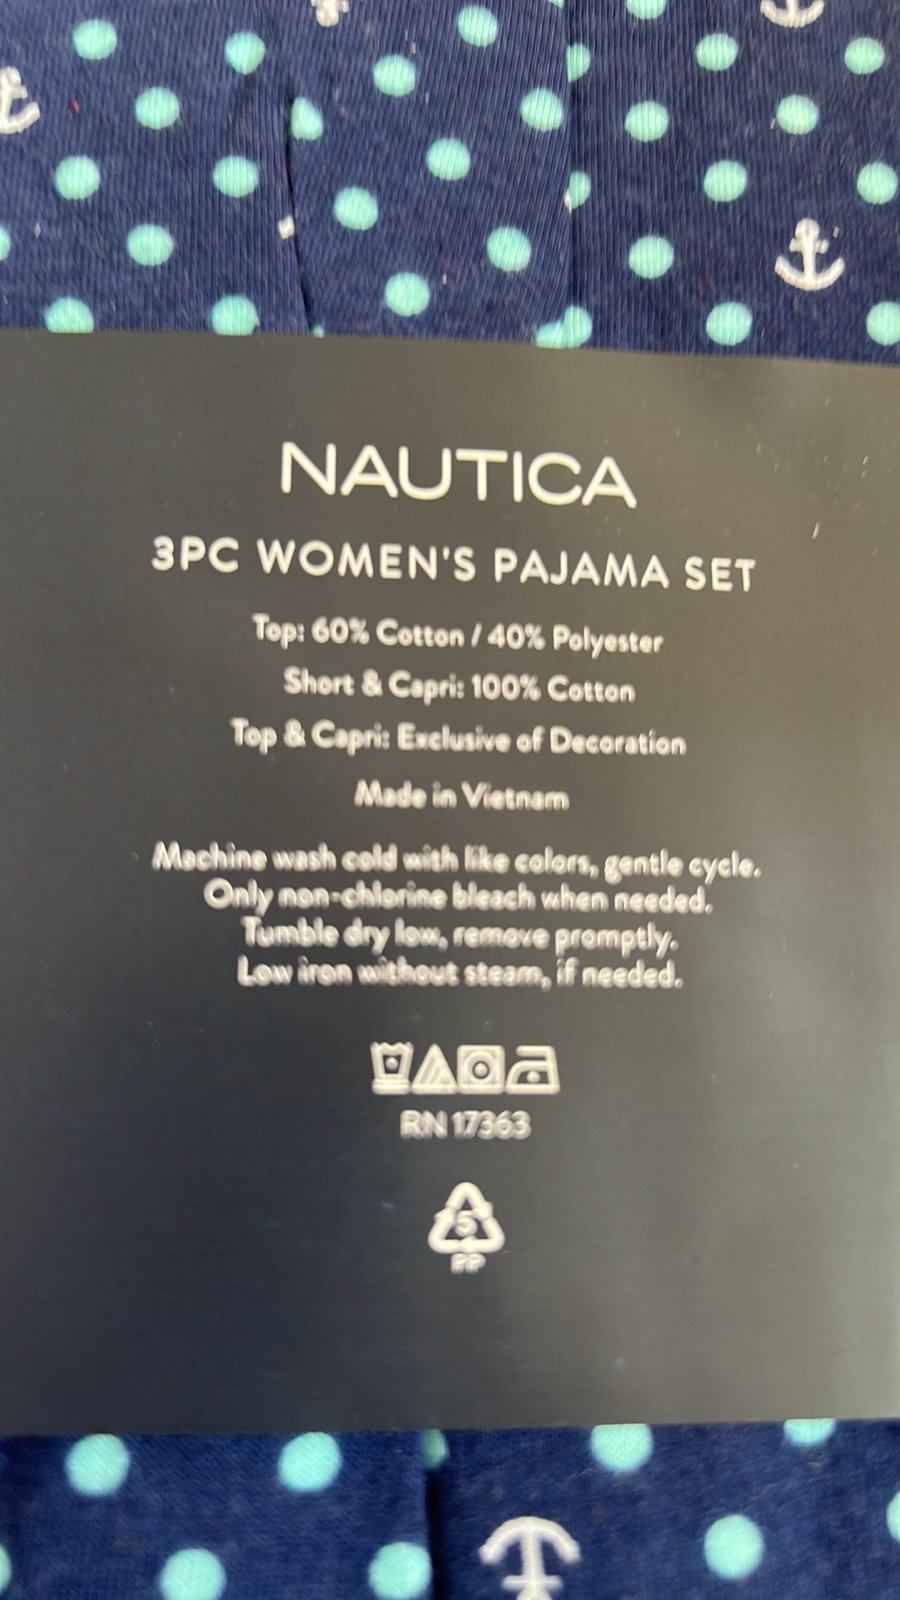 NAUTICA
3PC WOMEN'S PAJAMA SET
Top: 60% Cotton / 40% Polyester
Short & Capri: 100% Cotton
Top & Capri: Exclusive of Decoration
Made in Vietnam
Machine wash cold with like colors, gentle cycle.
Only non-chlorine bleach when needed.
Tumble dry low, remove promptly.
Low iron without steam, if needed.
RN 17363
5
PP